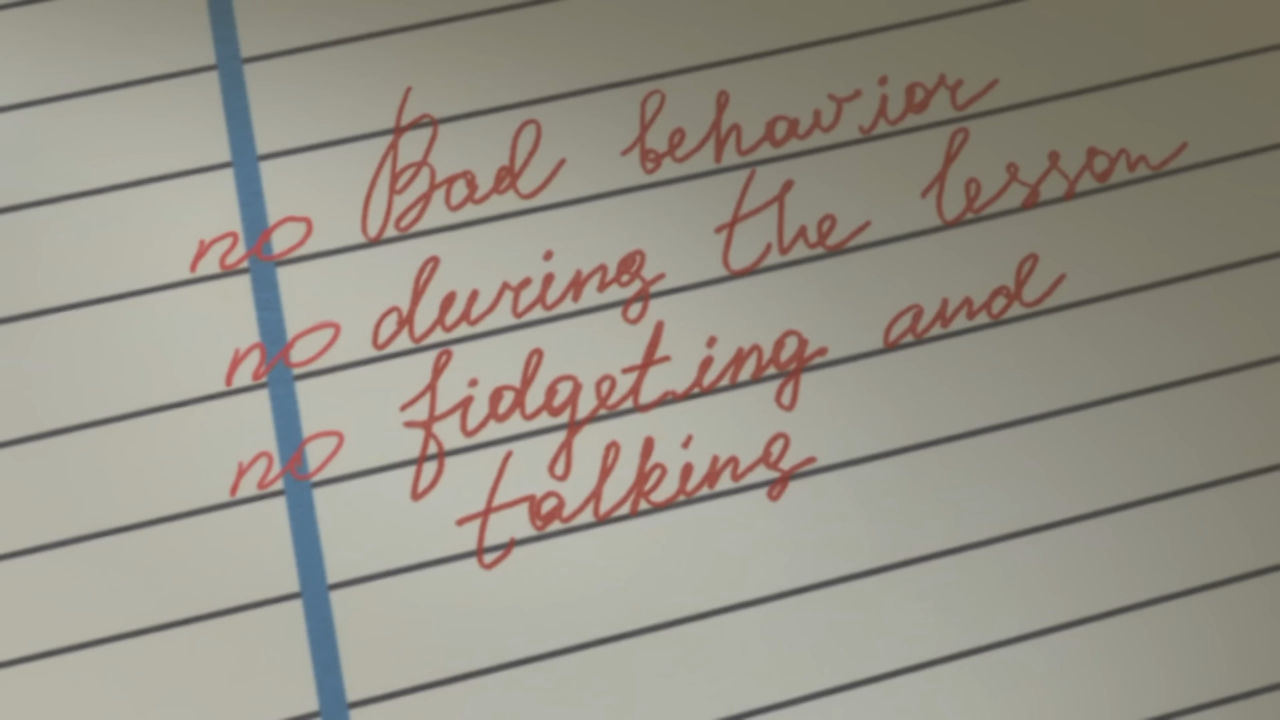 no Bad behavior
no during the lesson
no fidgeting and
talking